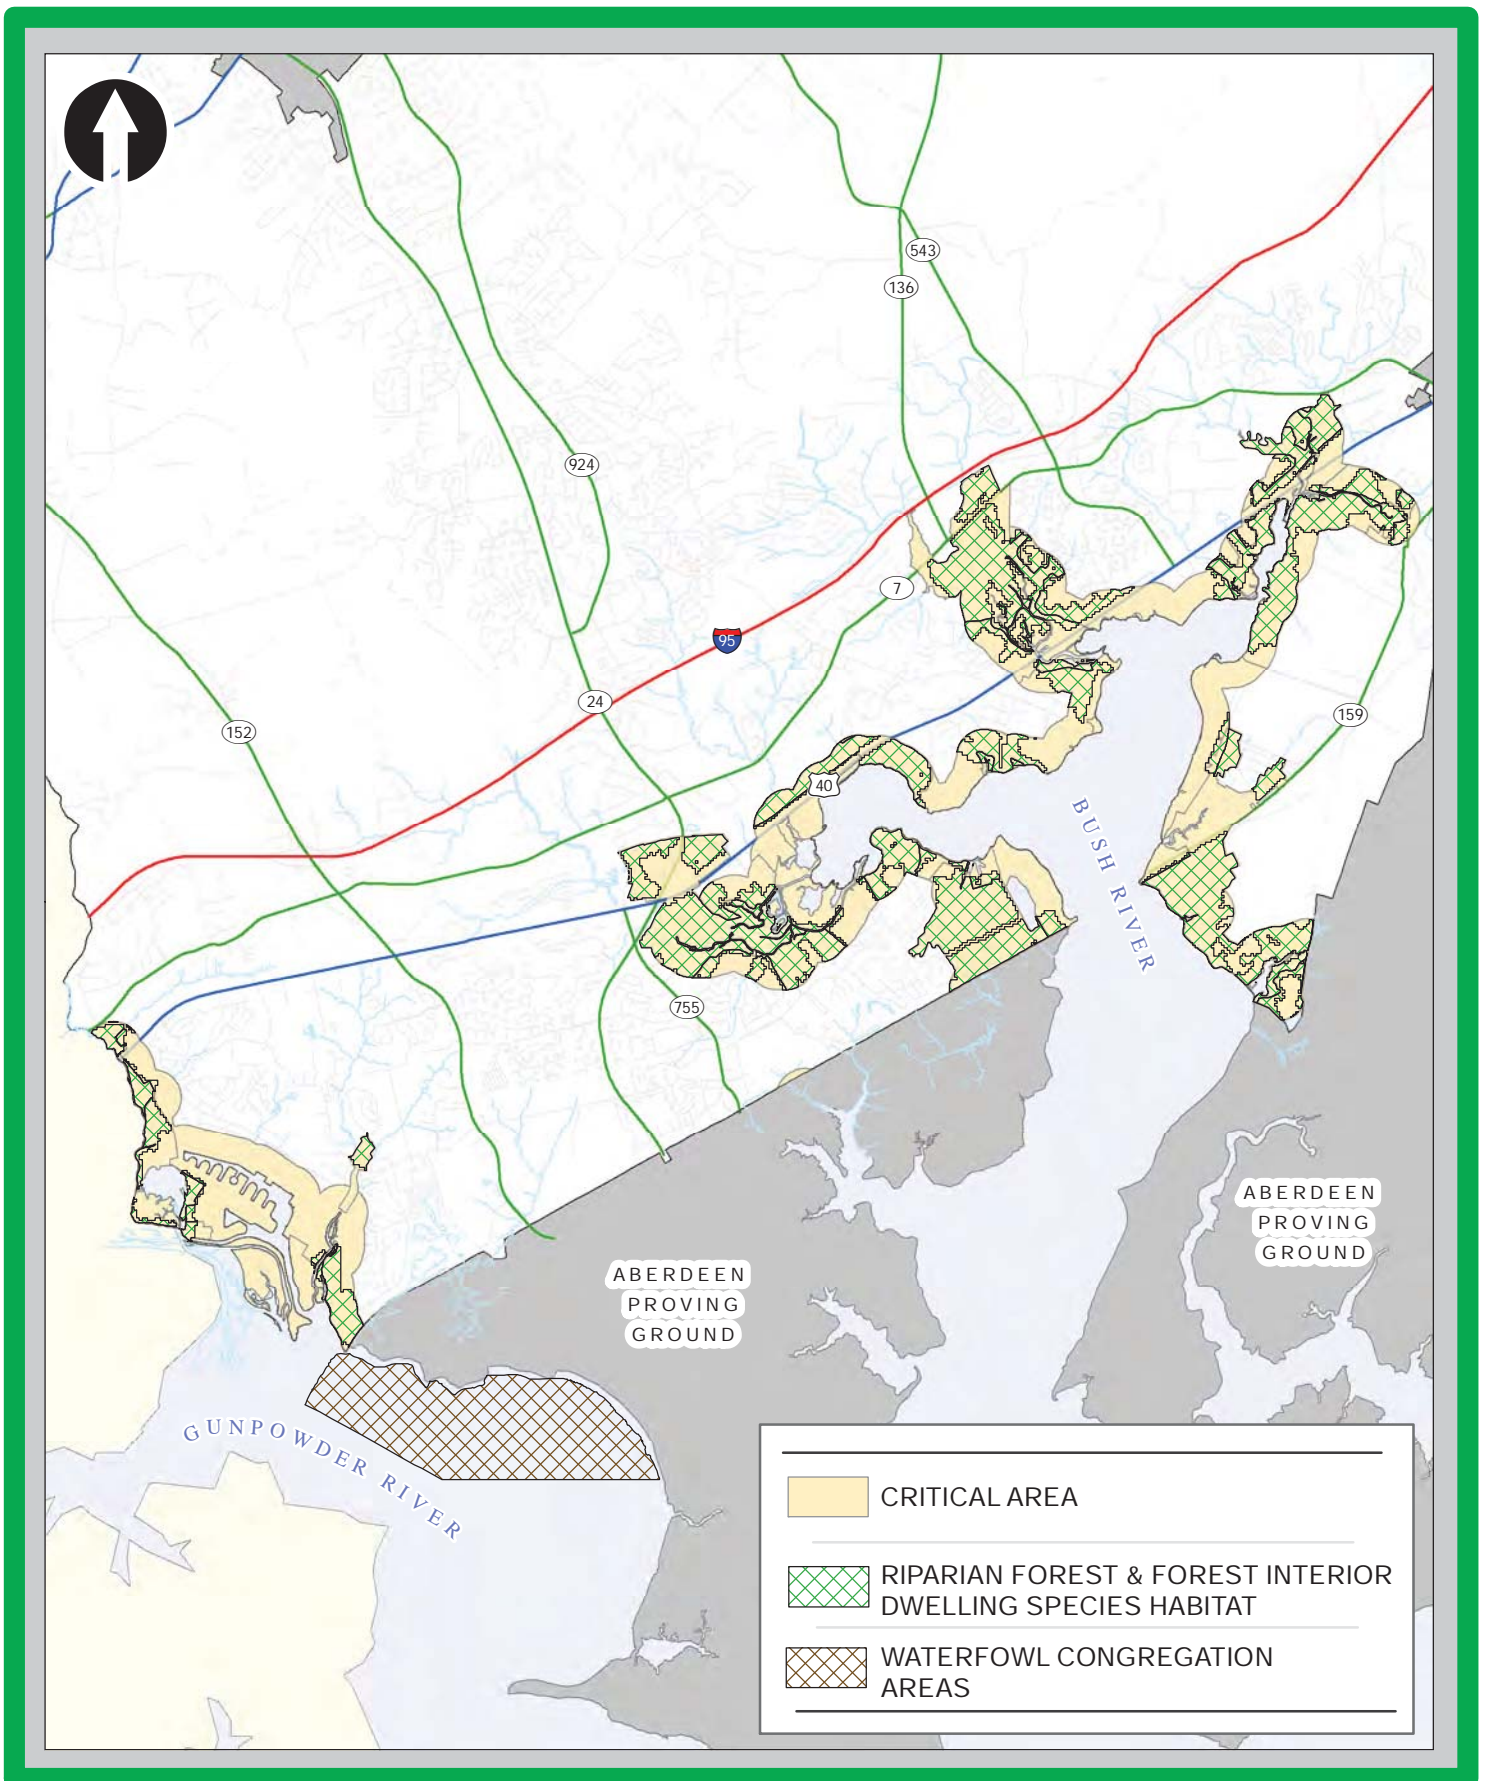 543
136
924
7
95
24
152
159
40
BUSH RIVER
755
ABERDEEN
PROVING
GROUND
ABERDEEN
PROVING
GROUND
GUNPOWDER RIVER
CRITICAL AREA
RIPARIAN FOREST & FOREST INTERIOR
DWELLING SPECIES HABITAT
WATERFOWL CONGREGATION
AREAS